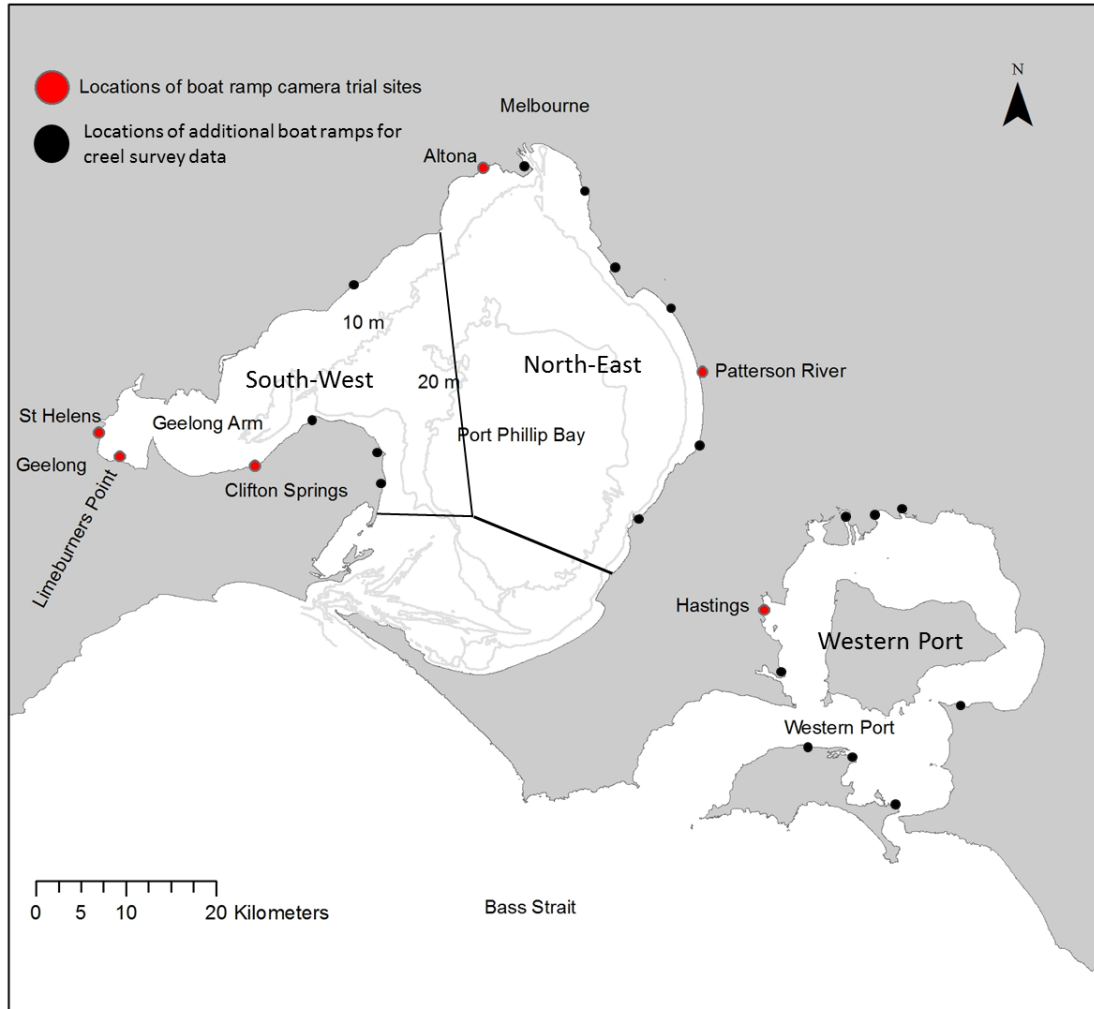 Locations of boat ramp camera trial sites
Locations of additional boat ramps for
creel survey data
N
Melbourne
Altona
10 m
North-East
South-West
20 m
Patterson River
St Helens
Geelong Arm
Port Phillip Bay
Geelong
Clifton Springs
Limeburners Point
Hastings
Western Port
Western Port
0 5 10 20 Kilometers
Bass Strait